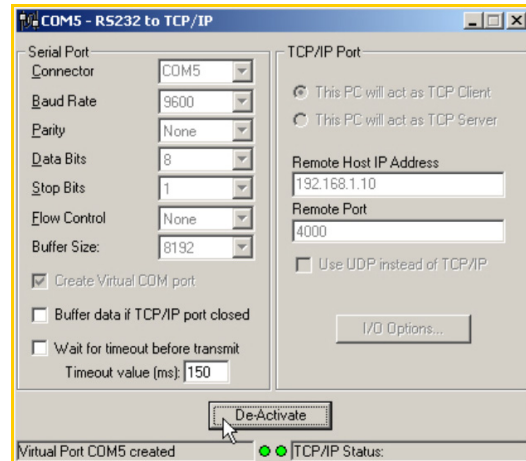 COM5 - RS232 to TCP/IP
Serial Port
Connector COM5
Baud Rate 9600
Parity None
Data Bits 8
Stop Bits 1
Flow Control None
Buffer Size: 8192
Create Virtual COM port
Buffer data if TCP/IP port closed
Wait for timeout before transmit
Timeout value (ms): 150
TCP/IP Port
This PC will act as TCP Client
This PC will act as TCP Server
Remote Host IP Address
192.168.1.10
Remote Port
4000
Use UDP instead of TCP/IP
I/O Options...
De-Activate
Virtual Port COM5 created
TCP/IP Status: